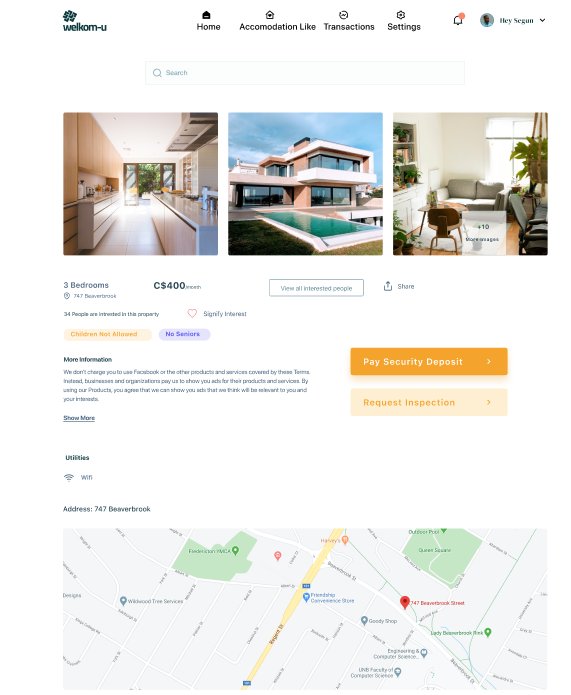 welkom-u
Home
Accomodation Like
Transactions
Settings
Hey Segun
Search
+10
More images
3 Bedrooms
C$400/month
View all interested people
Share
747 Beaverbrook
34 People are intrested in this property
Signify Interest
Children Not Allowed
No Seniors
More Information
We don't charge you to use Facebook or the other products and services covered by these Terms.
Instead, businesses and organizations pay us to show you ads for their products and services. By
using our Products, you agree that we can show you ads that we think will be relevant to you and
your interests.
Show More
Pay Security Deposit
Request Inspection
Utilities
Wifi
Address: 747 Beaverbrook
Outdoor Pool
Harvey's
Queen Square
Fredericton YMCA
Beaverbrook St
Designs
Wildwood Tree Services
Friendship
Convenience Store
747 Beaverbrook Street
Goody Shop
Regent St
Lady Beaverbrook Rink
Engineering &
Computer Science...
UNB Faculty of
Computer Science
Beaverbrook St